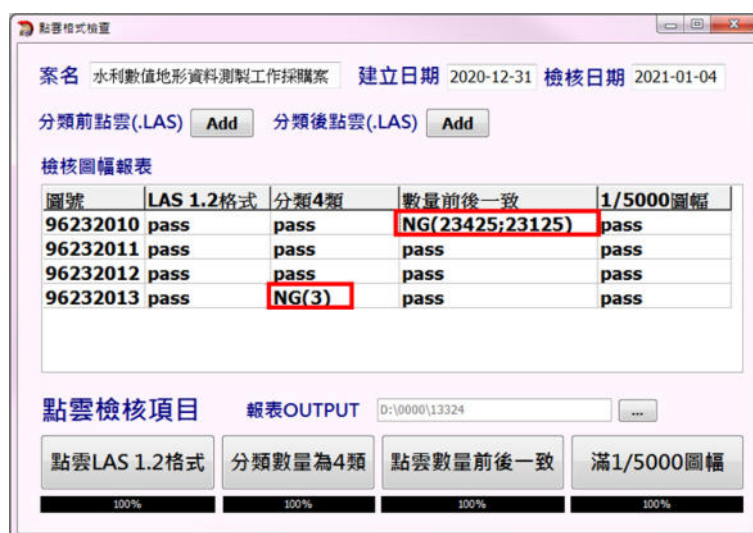 點雲格式檢查
案名 水利數值地形資料測製工作採購案 建立日期 2020-12-31 檢核日期 2021-01-04
分類前點雲(.LAS) Add 分類後點雲(.LAS) Add
檢核圖幅報表
圖號 LAS 1.2格式 分類4類 數量前後一致 1/5000圖幅
96232010 pass pass NG(23425;23125) pass
96232011 pass pass pass pass
96232012 pass pass pass pass
96232013 pass NG(3) pass pass
點雲檢核項目 報表OUTPUT D:\0000\13324 ...
點雲LAS 1.2格式 分類數量為4類 點雲數量前後一致 滿1/5000圖幅
100% 100% 100% 100%